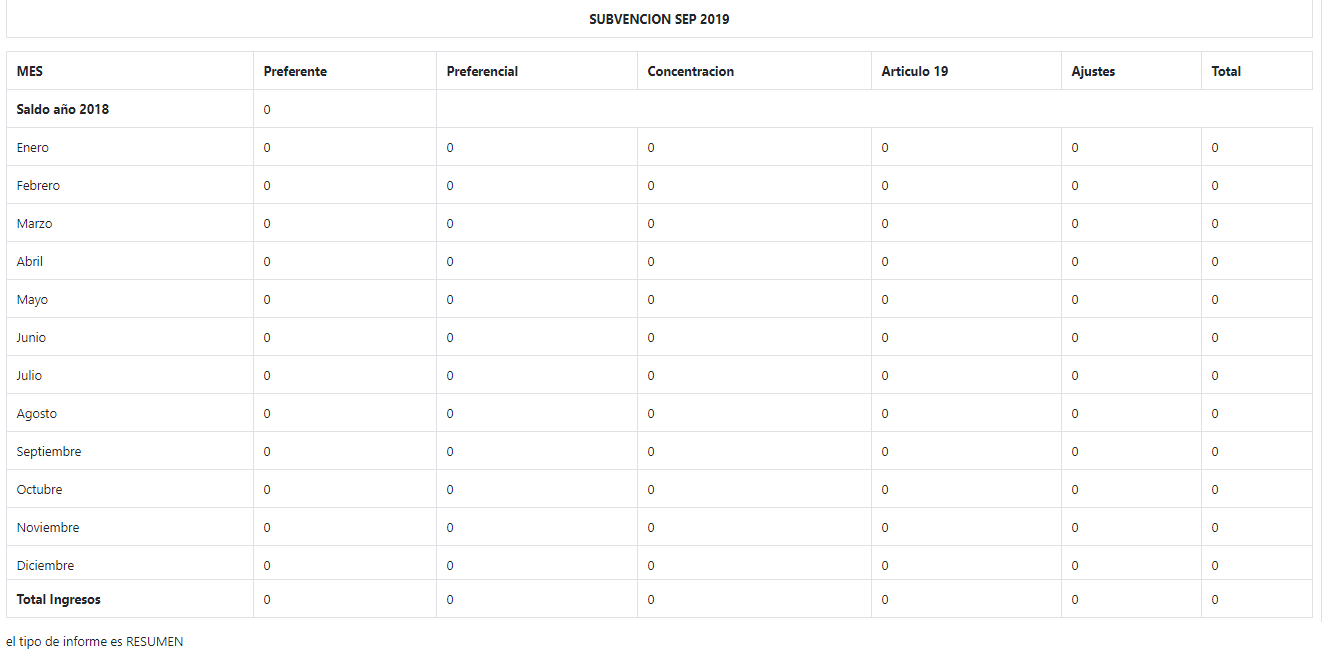 SUBVENCION SEP 2019
MES Preferente Preferencial Concentracion Articulo 19 Ajustes Total
Saldo año 2018 0
Enero 0 0 0 0 0 0
Febrero 0 0 0 0 0 0
Marzo 0 0 0 0 0 0
Abril 0 0 0 0 0 0
Mayo 0 0 0 0 0 0
Junio 0 0 0 0 0 0
Julio 0 0 0 0 0 0
Agosto 0 0 0 0 0 0
Septiembre 0 0 0 0 0 0
Octubre 0 0 0 0 0 0
Noviembre 0 0 0 0 0 0
Diciembre 0 0 0 0 0 0
Total Ingresos 0 0 0 0 0 0
el tipo de informe es RESUMEN